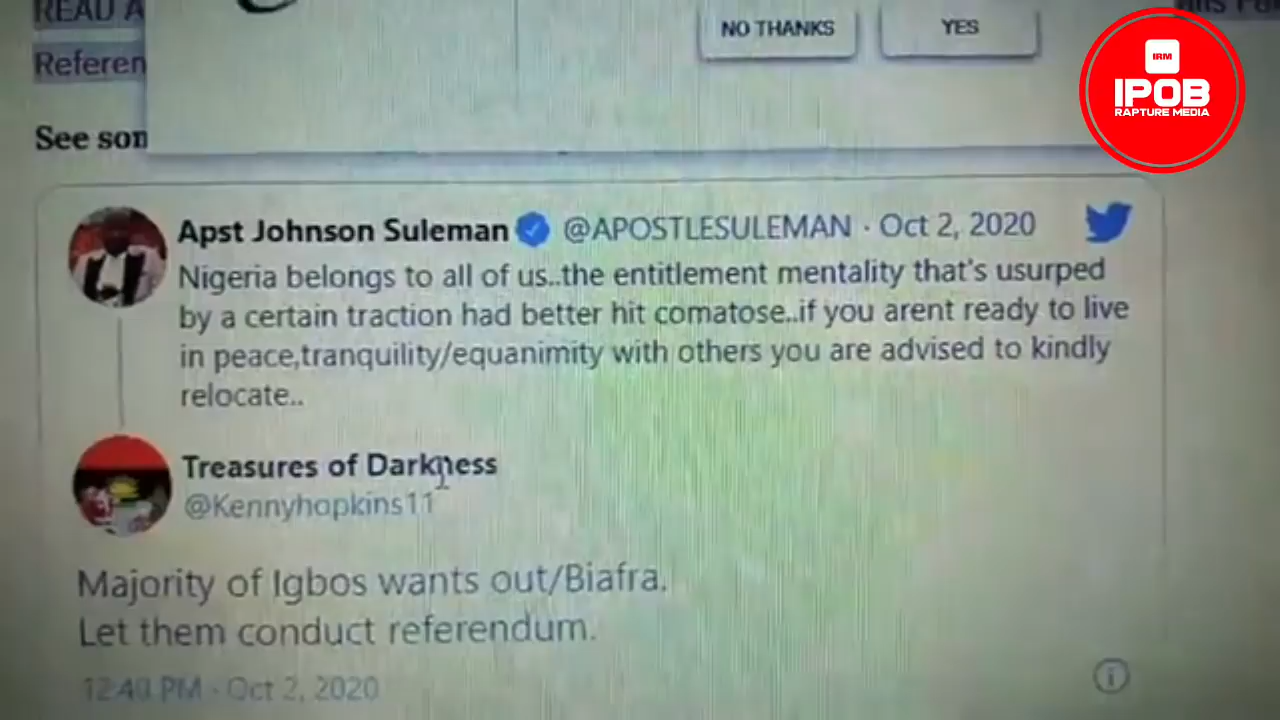 READ A
NO THANKS
YES
Referen
See son
IRM
IPOB
RAPTURE MEDIA
Apst Johnson Suleman @APOSTLESULEMAN · Oct 2, 2020
Nigeria belongs to all of us..the entitlement mentality that's usurped
by a certain traction had better hit comatose..if you arent ready to live
in peace,tranquility/equanimity with others you are advised to kindly
relocate..
Treasures of Darkness
@Kennyhopkins11
Majority of Igbos wants out/Biafra.
Let them conduct referendum.
12:40 PM · Oct 2, 2020